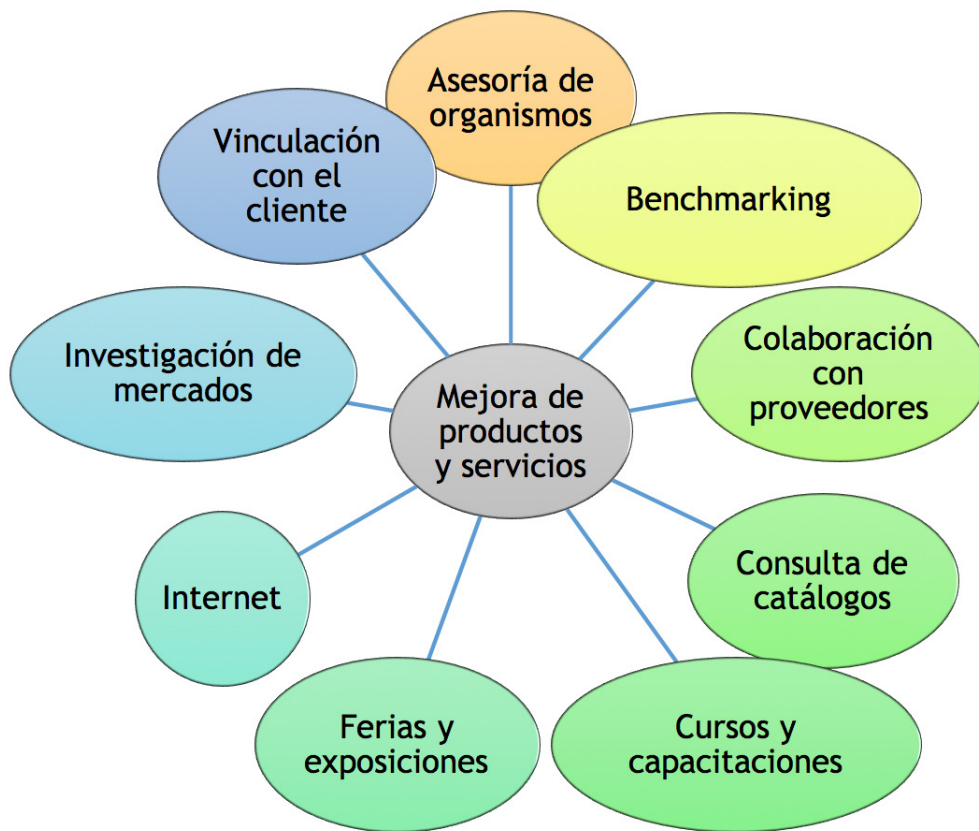 Asesoría de
organismos
Benchmarking
Colaboración
con
proveedores
Consulta de
catálogos
Cursos y
capacitaciones
Ferias y
exposiciones
Internet
Investigación de
mercados
Vinculación
con el
cliente
Mejora de
productos
y servicios